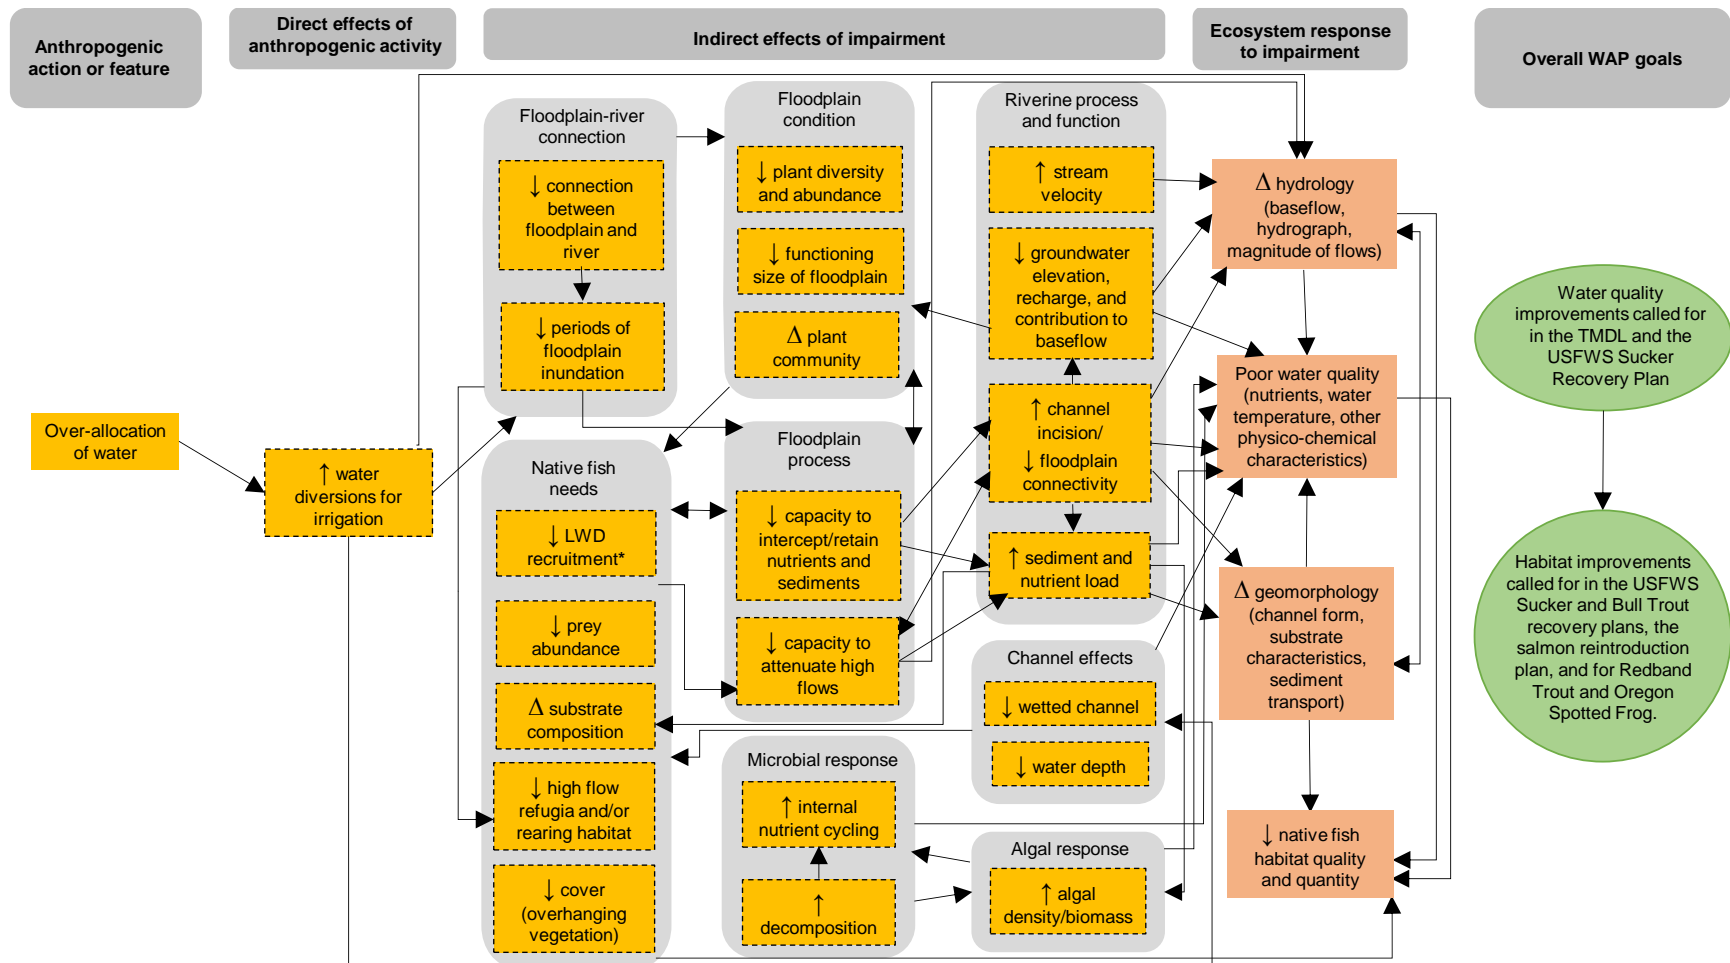 Anthropogenic
action or feature
Direct effects of
anthropogenic activity
Indirect effects of impairment
Ecosystem response
to impairment
Overall WAP goals
Over-allocation
of water
↑ water
diversions for
irrigation
Floodplain-river
connection
↓ connection
between
floodplain and
river
↓ periods of
floodplain
inundation
Native fish
needs
↓ LWD
recruitment*
↓ prey
abundance
Δ substrate
composition
↓ high flow
refugia and/or
rearing habitat
↓ cover
(overhanging
vegetation)
Floodplain
condition
↓ plant diversity
and abundance
↓ functioning
size of floodplain
Δ plant
community
Floodplain
process
↓ capacity to
intercept/retain
nutrients and
sediments
↓ capacity to
attenuate high
flows
Microbial response
↑ internal
nutrient cycling
↑
decomposition
Riverine process
and function
↑ stream
velocity
↓ groundwater
elevation,
recharge, and
contribution to
baseflow
↑ channel
incision/
↓ floodplain
connectivity
↑ sediment and
nutrient load
Channel effects
↓ wetted channel
↓ water depth
Algal response
↑ algal
density/biomass
Δ hydrology
(baseflow,
hydrograph,
magnitude of flows)
Poor water quality
(nutrients, water
temperature, other
physico-chemical
characteristics)
Δ geomorphology
(channel form,
substrate
characteristics,
sediment
transport)
↓ native fish
habitat quality
and quantity
Water quality
improvements called for
in the TMDL and the
USFWS Sucker
Recovery Plan
Habitat improvements
called for in the USFWS
Sucker and Bull Trout
recovery plans, the
salmon reintroduction
plan, and for Redband
Trout and Oregon
Spotted Frog.